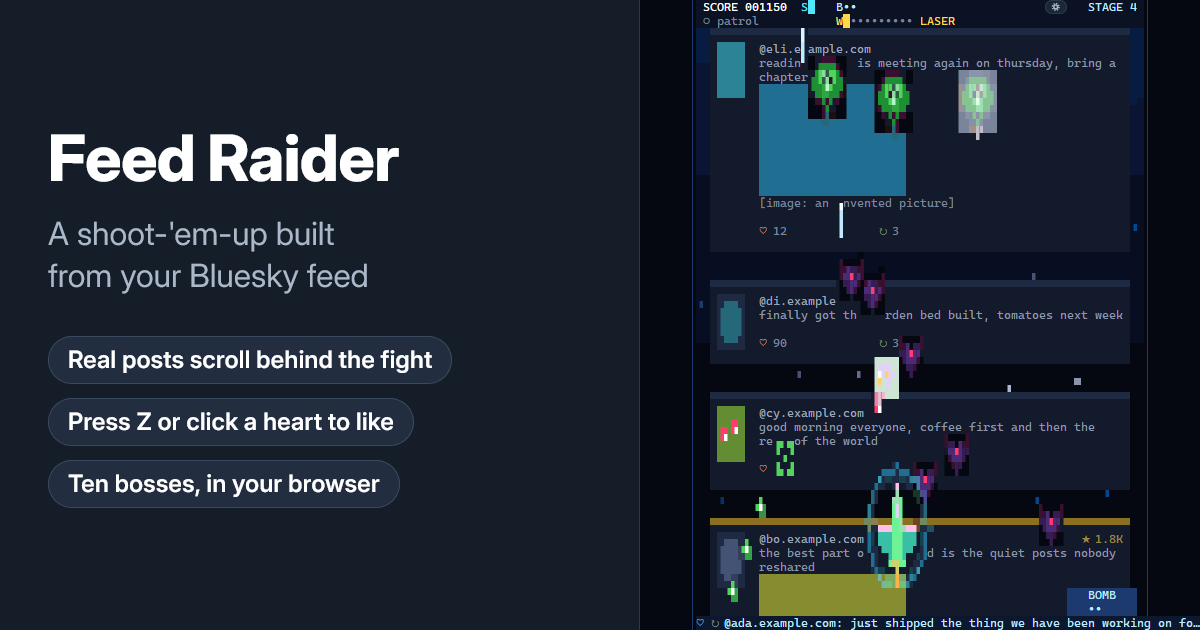 Feed Raider
A shoot-'em-up built
from your Bluesky feed
Real posts scroll behind the fight
Press Z or click a heart to like
Ten bosses, in your browser
SCORE 001150 S B•• STAGE 4
patrol W LASER
@eli.example.com
is meeting again on thursday, bring a
chapter
[image: an nvented picture]
♡ 12 ↻ 3
@di.example
finally got th rden bed built, tomatoes next week
♡ 90 ↻ 3
@cy.example.com
good morning everyone, coffee first and then the
re of the world
♡
★ 1.8K
@bo.example.com
the best part o d is the quiet posts nobody
reshared
BOMB
••
♡ ↻ @ada.example.com: just shipped the thing we have been working on fo…